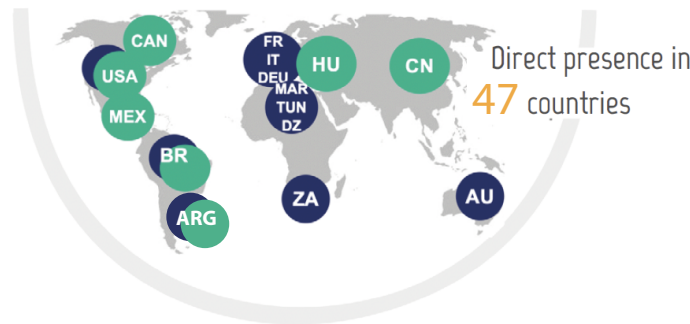 CAN
USA
MEX
BR
ARG
FR
IT
DEU
MAR
TUN
DZ
HU
CN
ZA
AU
Direct presence in
47 countries